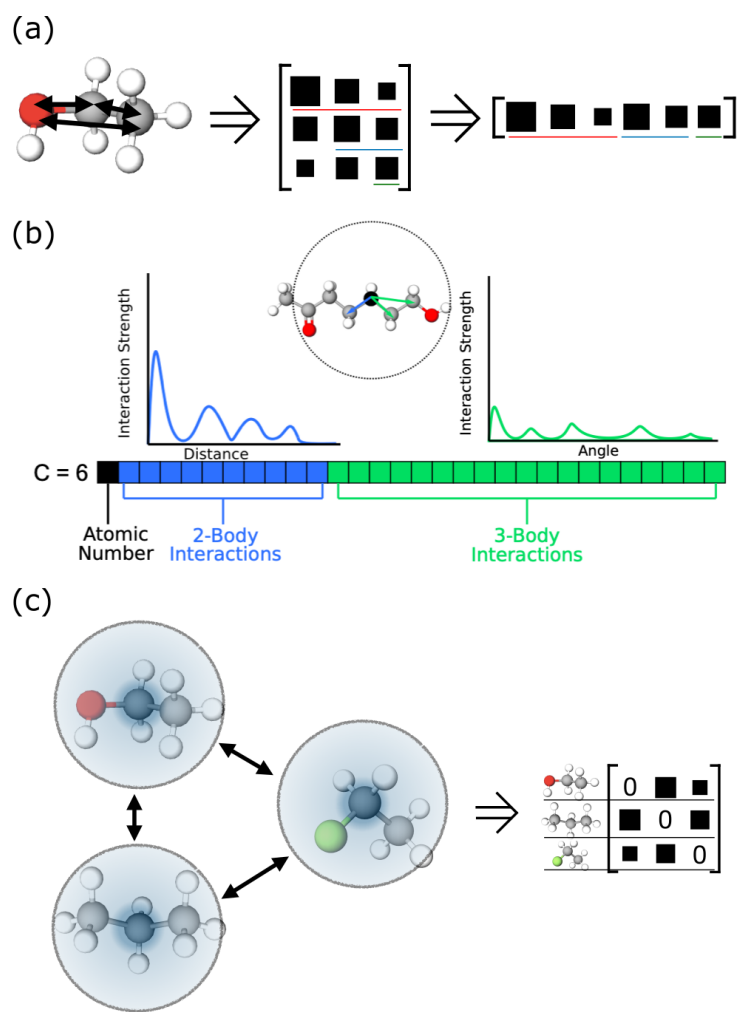 (a)
(b)
Interaction Strength
Distance
Interaction Strength
Angle
C = 6
Atomic
Number
2-Body
Interactions
3-Body
Interactions
(c)
0
0
0